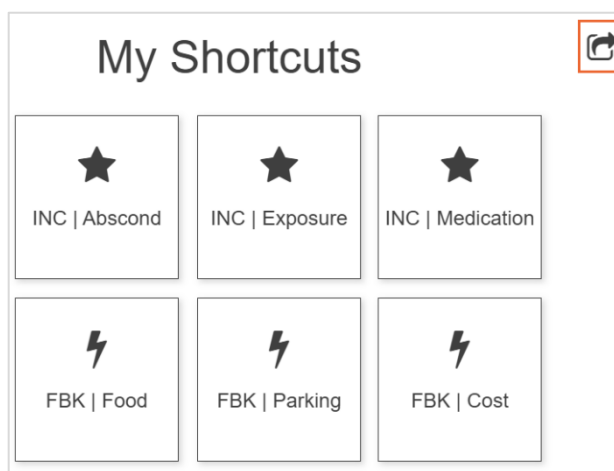 My Shortcuts
INC | Abscond
INC | Exposure
INC | Medication
FBK | Food
FBK | Parking
FBK | Cost